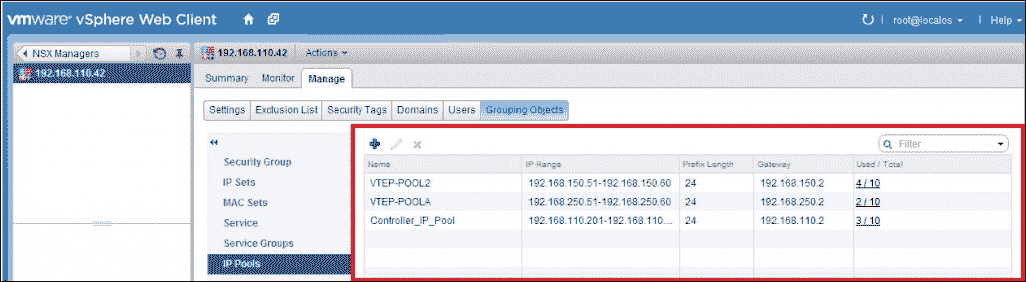 vmware® vSphere Web Client
root@localos
Help
NSX Managers
192.168.110.42
Actions
192.168.110.42
Summary Monitor Manage
Settings Exclusion List Security Tags Domains Users Grouping Objects
Filter
Security Group
IP Sets
MAC Sets
Service
Service Groups
IP Pools
Name IP Range Prefix Length Gateway Used / Total
VTEP-POOL2 192.168.150.51-192.168.150.60 24 192.168.150.2 4 / 10
VTEP-POOLA 192.168.250.51-192.168.250.60 24 192.168.250.2 2 / 10
Controller_IP_Pool 192.168.110.201-192.168.110.... 24 192.168.110.2 3 / 10